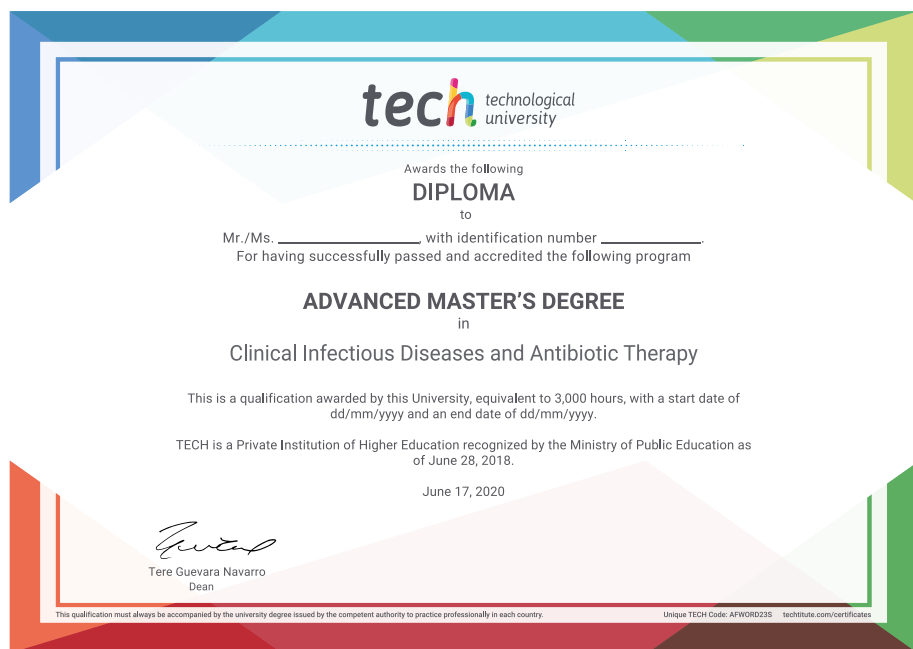 tech technological
university
Awards the following
DIPLOMA
to
Mr./Ms. ____________________, with identification number ______________.
For having successfully passed and accredited the following program
ADVANCED MASTER’S DEGREE
in
Clinical Infectious Diseases and Antibiotic Therapy
This is a qualification awarded by this University, equivalent to 3,000 hours, with a start date of
dd/mm/yyyy and an end date of dd/mm/yyyy.
TECH is a Private Institution of Higher Education recognized by the Ministry of Public Education as
of June 28, 2018.
June 17, 2020
Tere Guevara Navarro
Dean
This qualification must always be accompanied by the university degree issued by the competent authority to practice professionally in each country.
Unique TECH Code: AFWORD23S techtitute.com/certificates